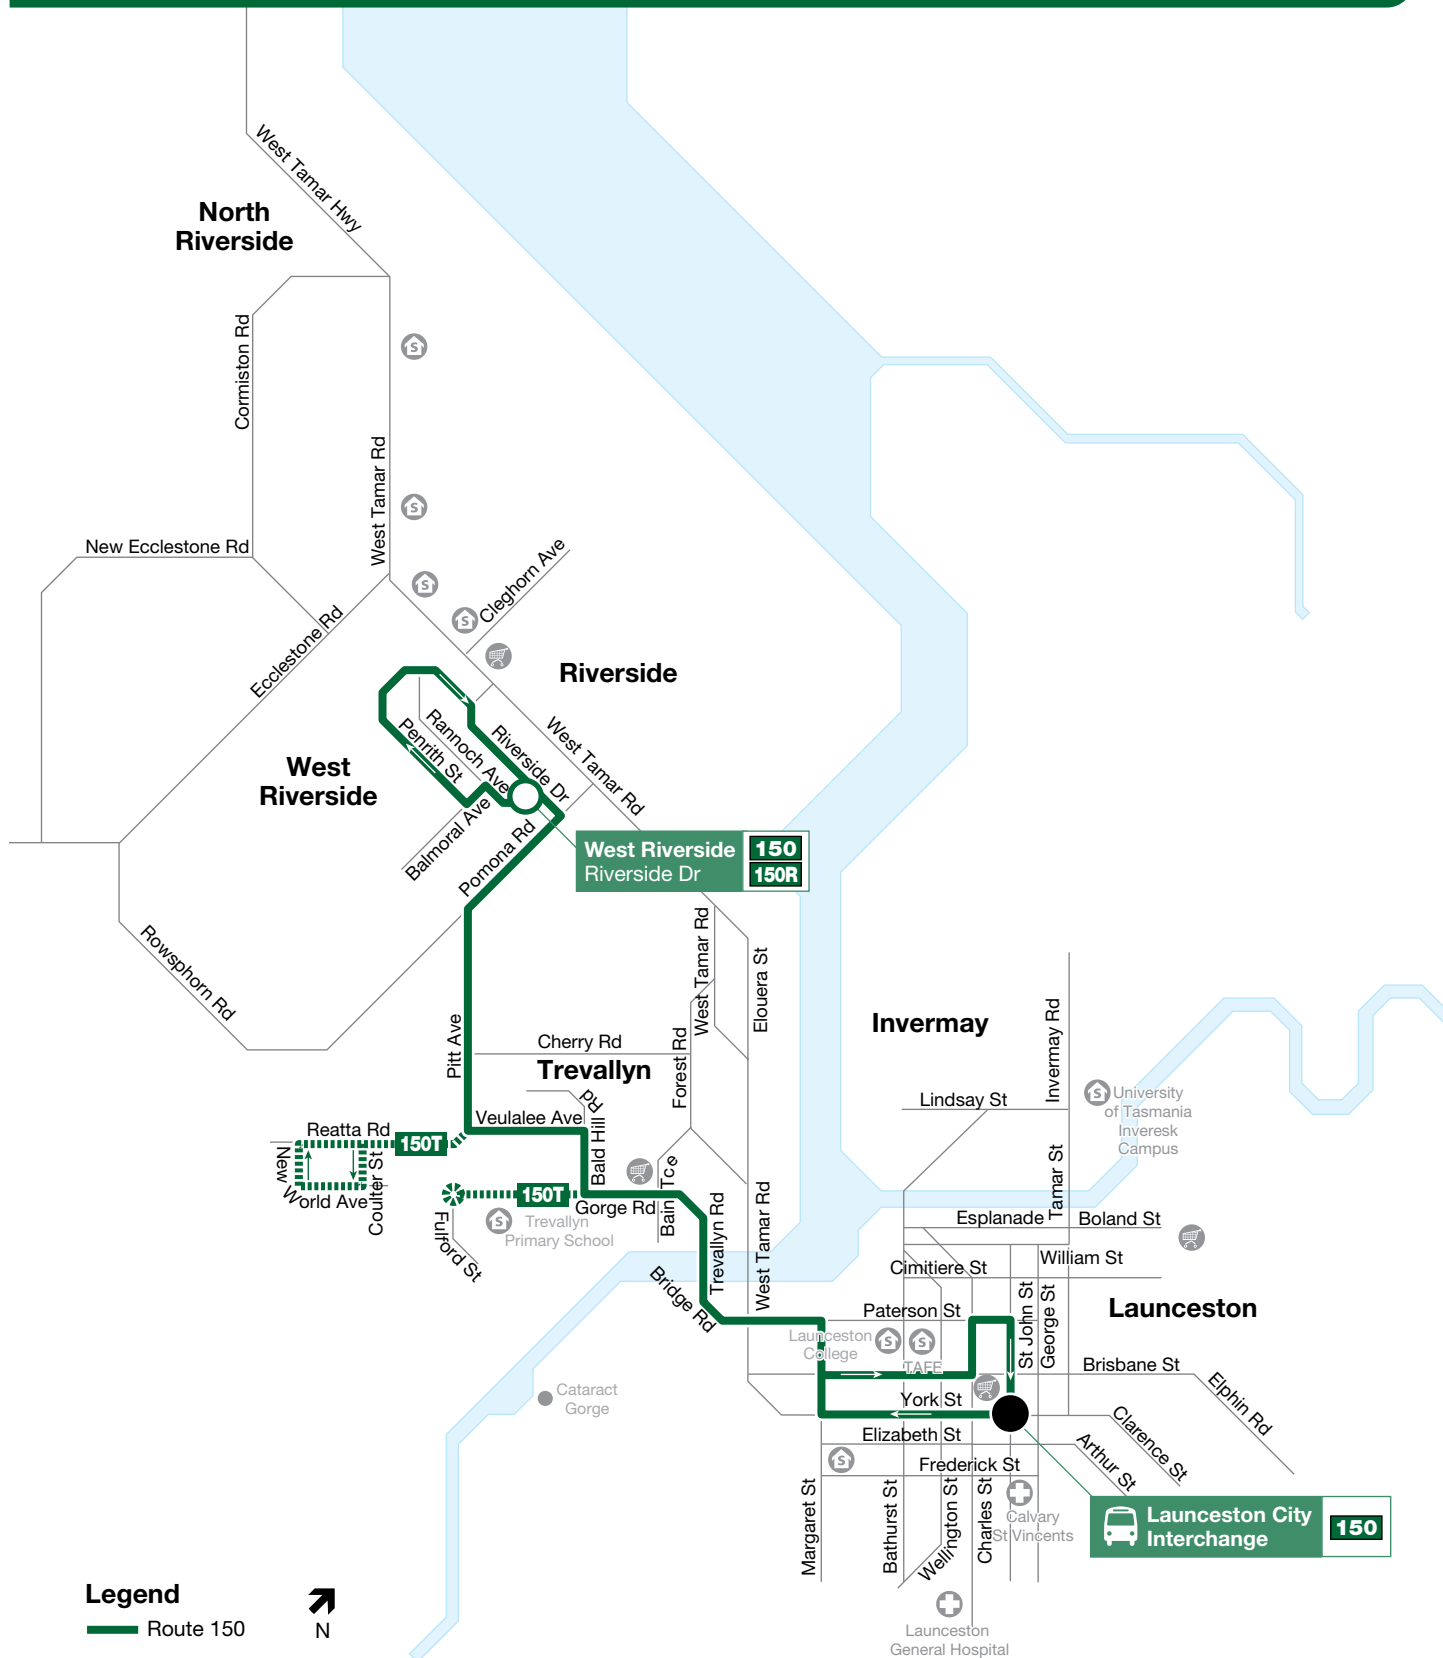 West Tamar Hwy
North
Riverside
Cormiston Rd
West Tamar Rd
New Ecclestone Rd
Cleghorn Ave
Ecclestone Rd
Riverside
Rannoch Ave
Penrith St
Riverside Dr
West Tamar Rd
West
Riverside
Balmoral Ave
Pomona Rd
West Riverside
Riverside Dr
150
150R
Rowsphorn Rd
West Tamar Rd
Elouera St
Invermay
Invermay Rd
Pitt Ave
Cherry Rd
Trevallyn
Forest Rd
Lindsay St
University
of Tasmania
Inveresk
Campus
Veulalee Ave
Bald Hill Rd
Reatta Rd
150T
New World Ave
Coulter St
150T
Gorge Rd
Bain Tce
Trevallyn Rd
West Tamar Rd
Tamar St
Esplanade
Boland St
Fulford St
Trevallyn
Primary School
Bridge Rd
Cimitiere St
William St
Paterson St
St John St
George St
Launceston
Launceston
College
TAFE
Brisbane St
Elphin Rd
Cataract
Gorge
York St
Clarence St
Elizabeth St
Arthur St
Frederick St
Margaret St
Bathurst St
Wellington St
Charles St
Calvary
St Vincents
Launceston City
Interchange
150
Launceston
General Hospital
Legend
Route 150
N